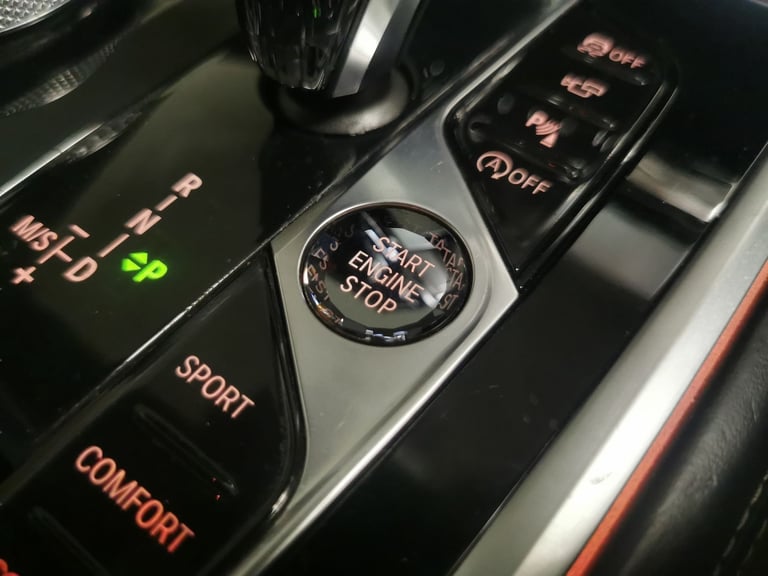 OFF
P
A OFF
R
N
P
M/S
D
+
-
START
ENGINE
STOP
SPORT
COMFORT